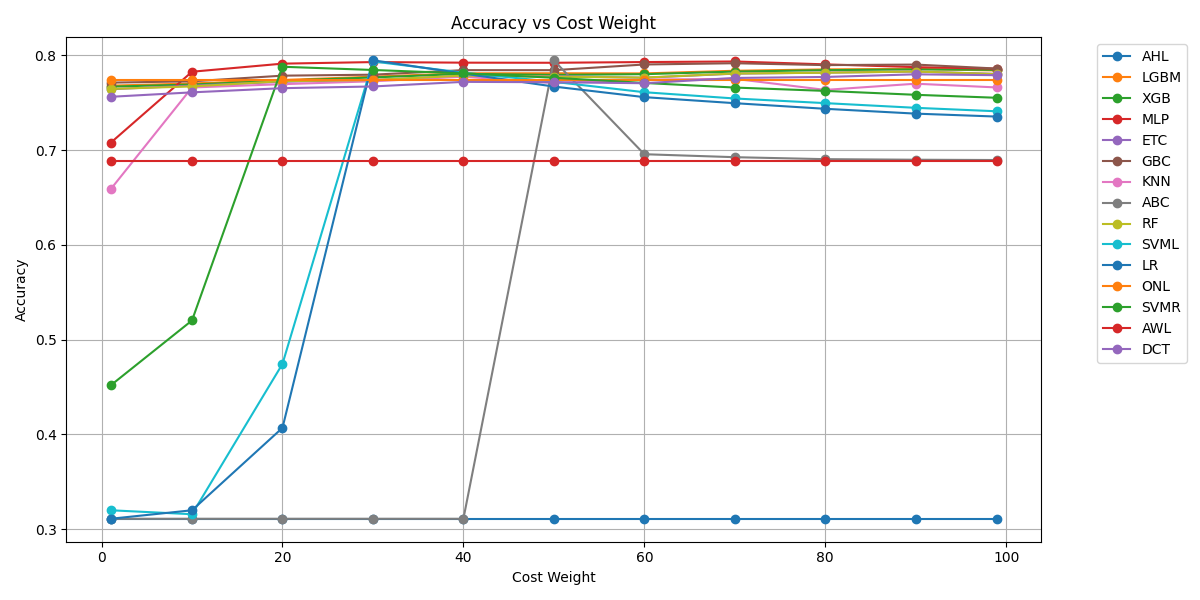 Accuracy vs Cost Weight
0.8
0.7
0.6
0.5
0.4
0.3
Accuracy
0
20
40
60
80
100
Cost Weight
AHL
LGBM
XGB
MLP
ETC
GBC
KNN
ABC
RF
SVML
LR
ONL
SVMR
AWL
DCT